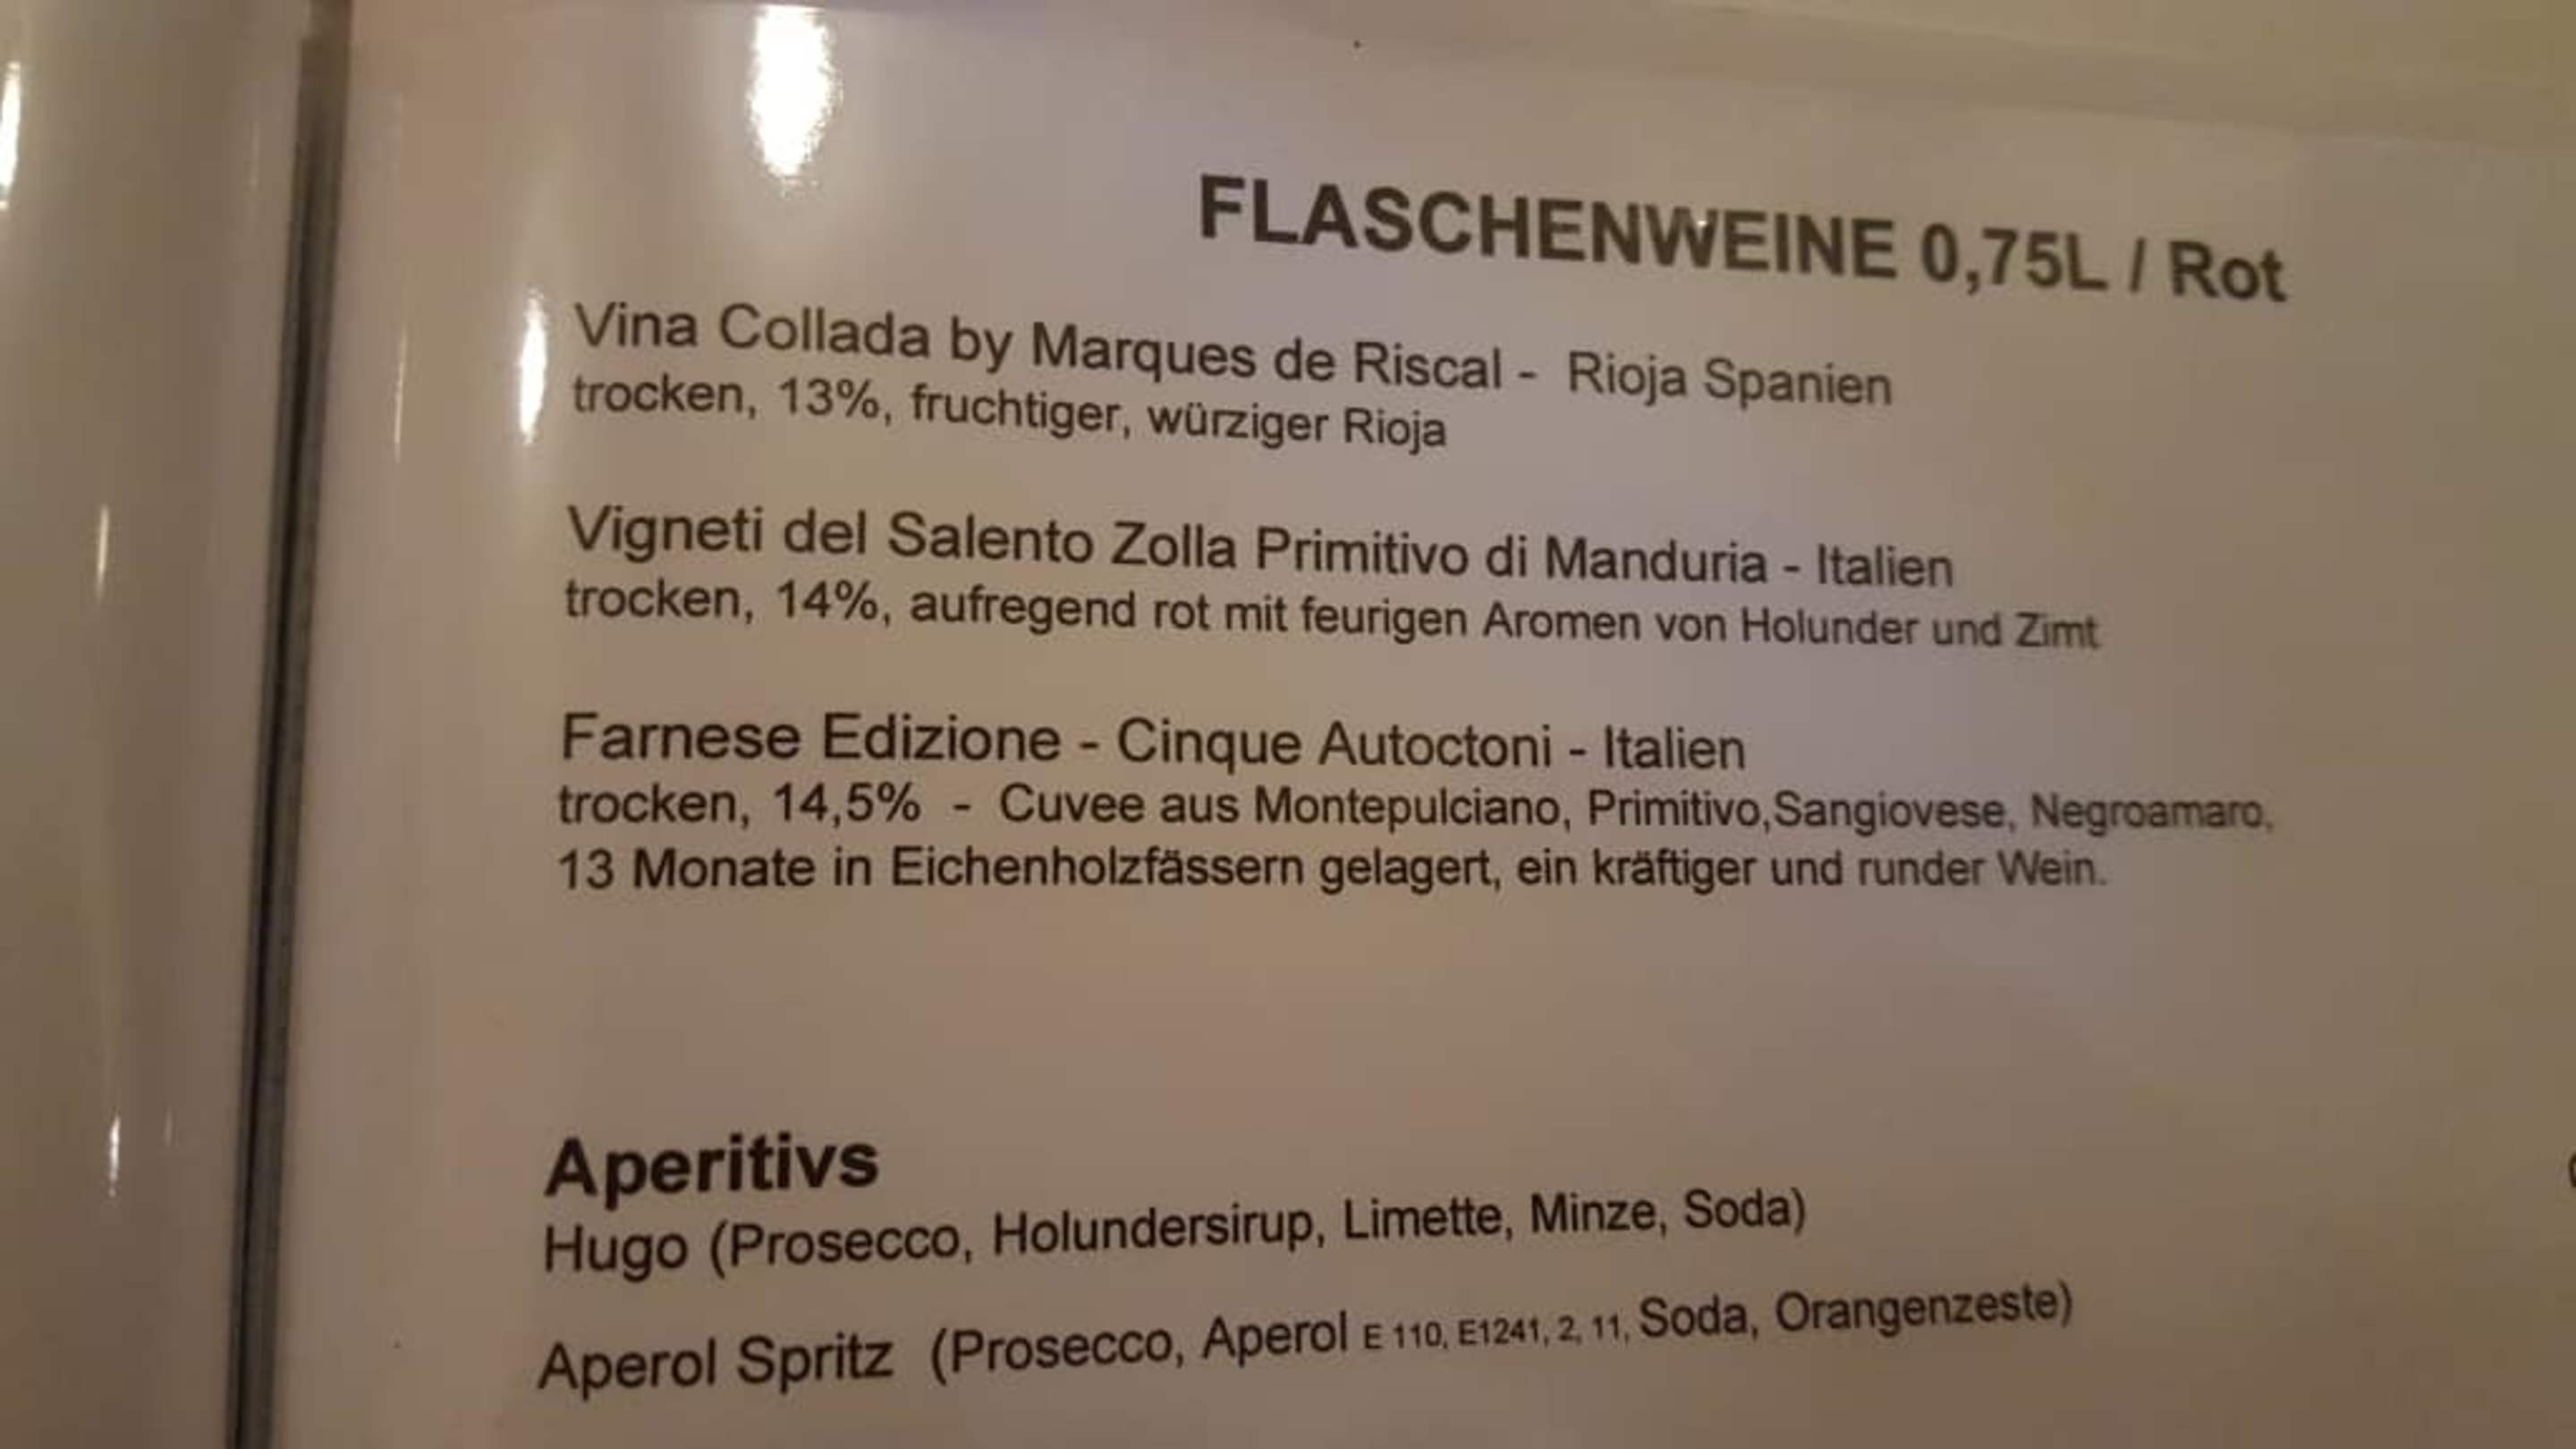 FLASCHENWEINE 0,75L / Rot
Vina Collada by Marques de Riscal - Rioja Spanien
trocken, 13%, fruchtiger, würziger Rioja
Vigneti del Salento Zolla Primitivo di Manduria - Italien
trocken, 14%, aufregend rot mit feurigen Aromen von Holunder und Zimt
Farnese Edizione - Cinque Autoctoni - Italien
trocken, 14,5% - Cuvee aus Montepulciano, Primitivo,Sangiovese, Negroamaro,
13 Monate in Eichenholzfässern gelagert, ein kräftiger und runder Wein.
Aperitivs
Hugo (Prosecco, Holundersirup, Limette, Minze, Soda)
Aperol Spritz (Prosecco, Aperol E 110, E1241, 2, 11, Soda, Orangenzeste)